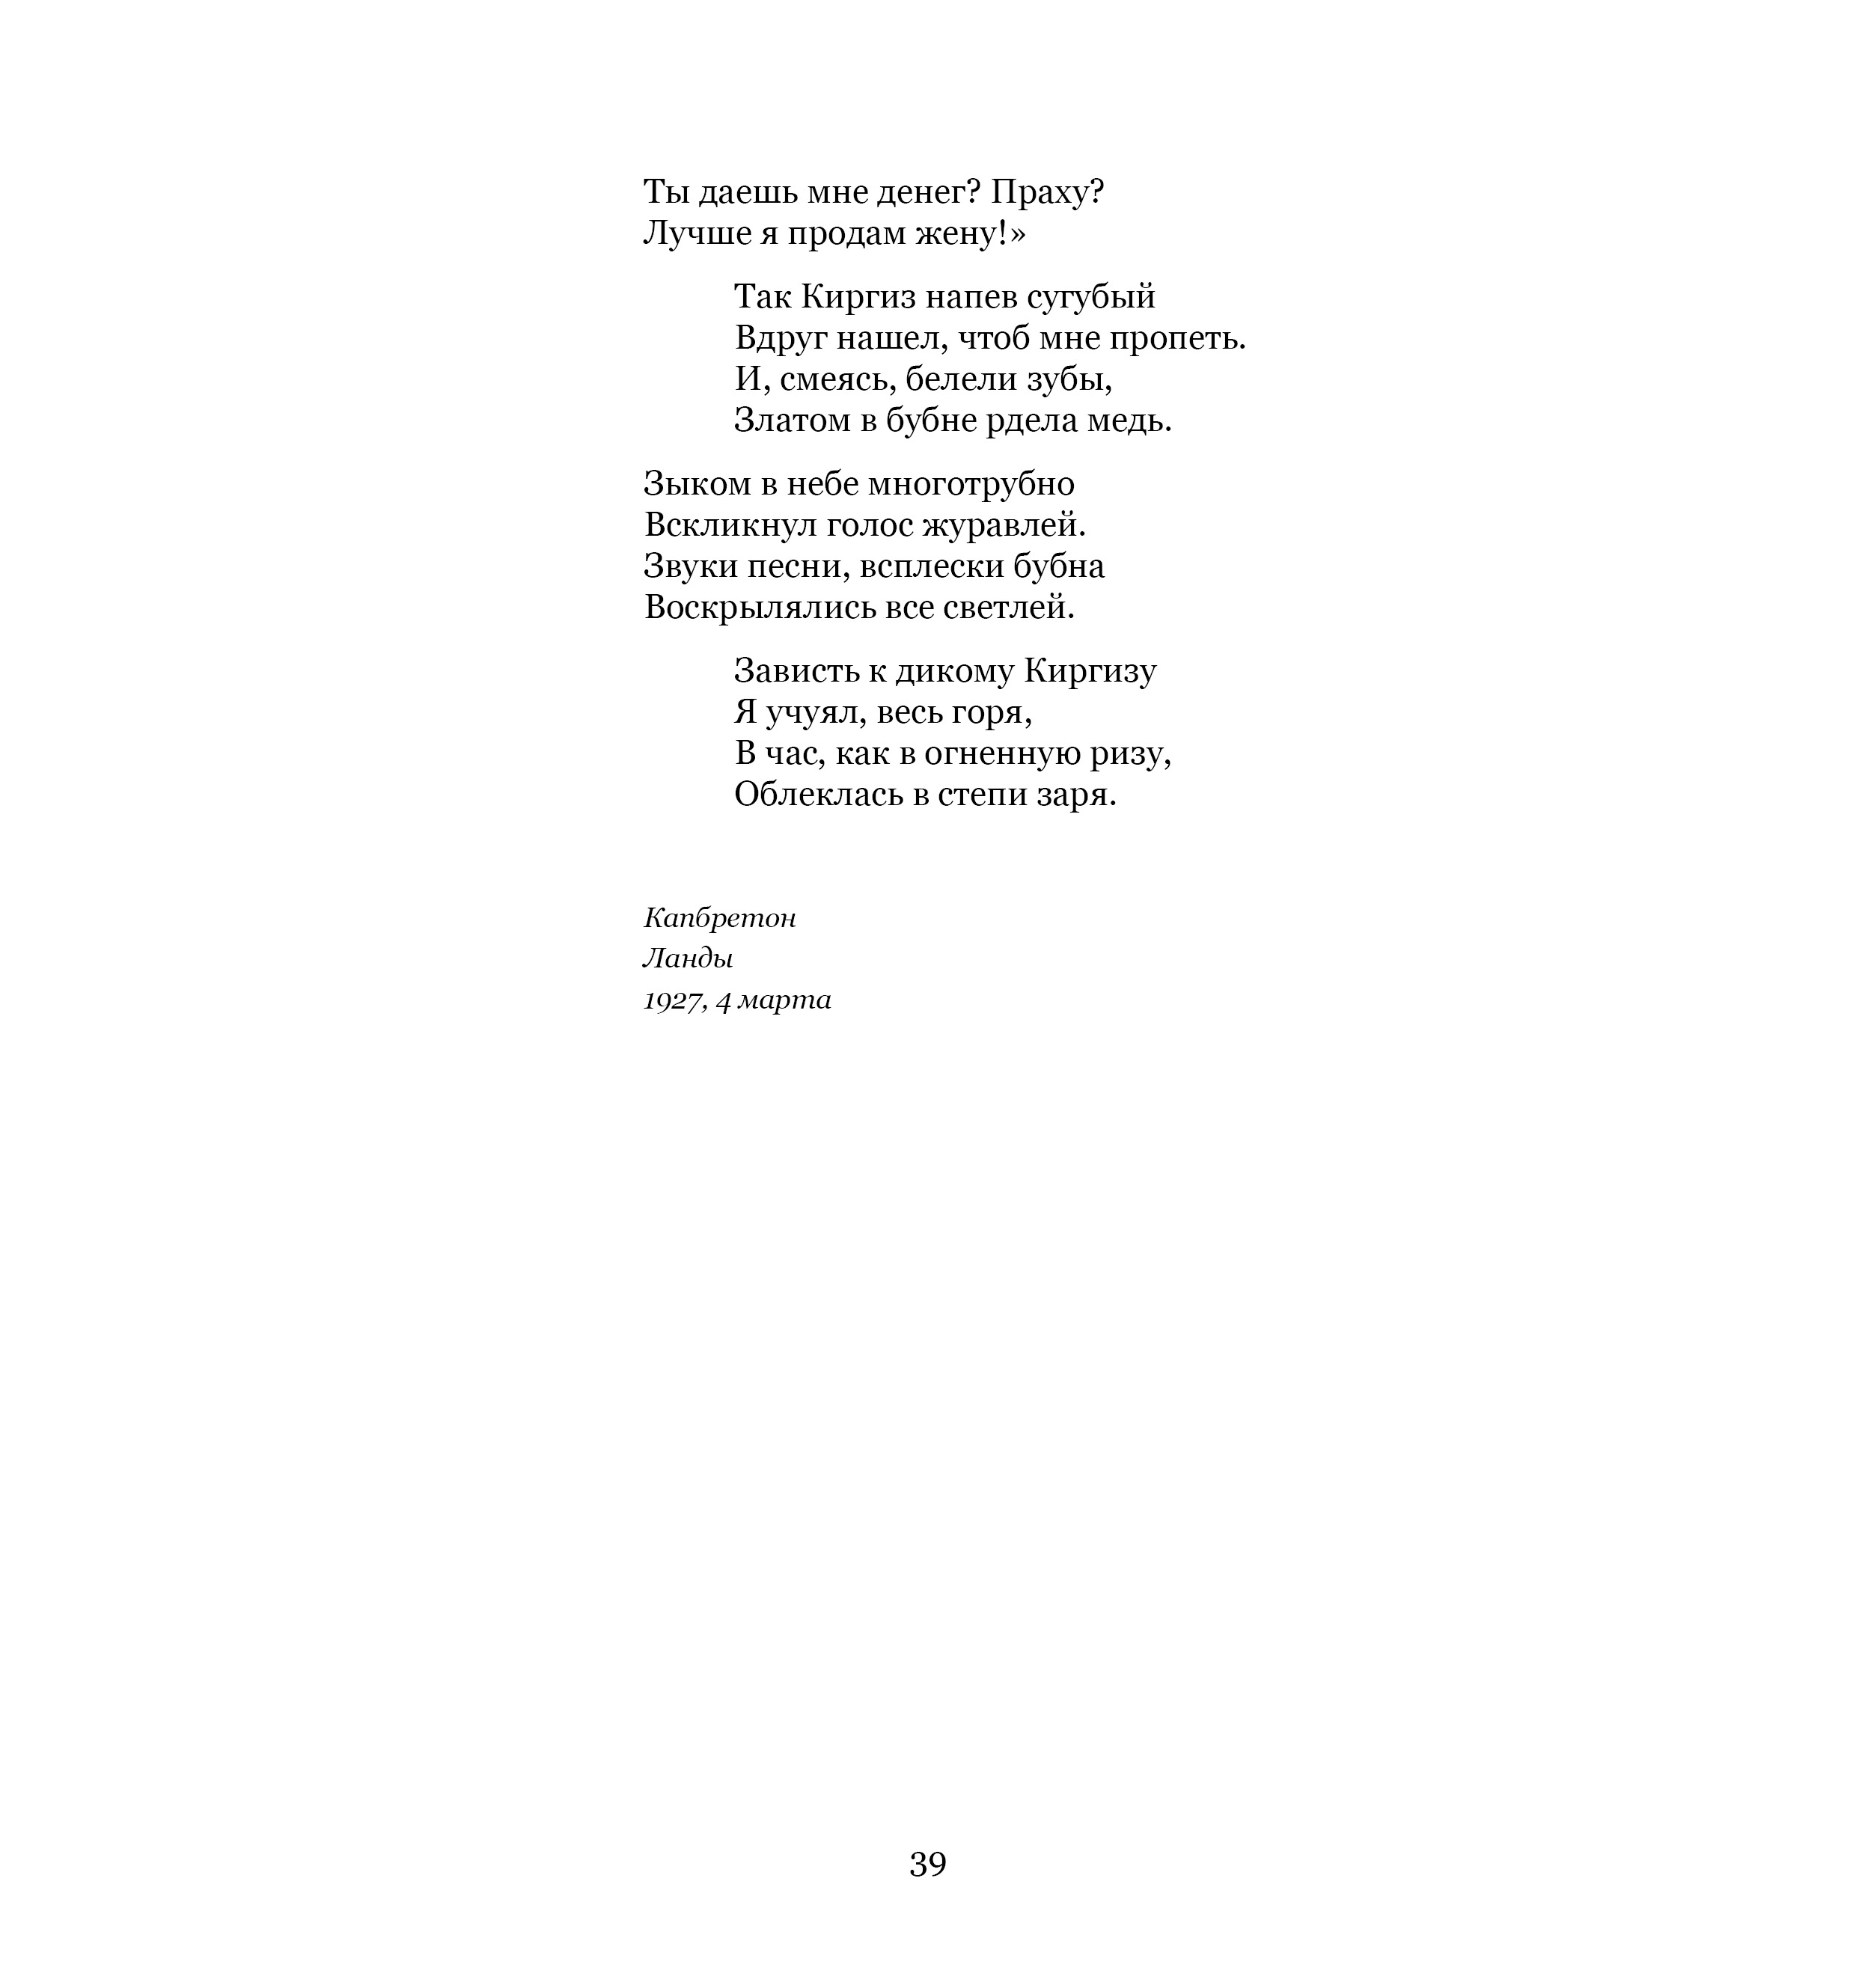 Ты даешь мне денег? Праху?
Лучше я продам жену!»
Так Киргиз напев сугубый
Вдруг нашел, чтоб мне пропеть.
И, смеясь, белели зубы,
Златом в бубне рдела медь.
Зыком в небе многотрубно
Вскликнул голос журавлей.
Звуки песни, всплески бубна
Воскрылялись все светлей.
Зависть к дикому Киргизу
Я учуял, весь горя,
В час, как в огненную ризу,
Облеклась в степи заря.
Капбретон
Ланды
1927, 4 марта
39